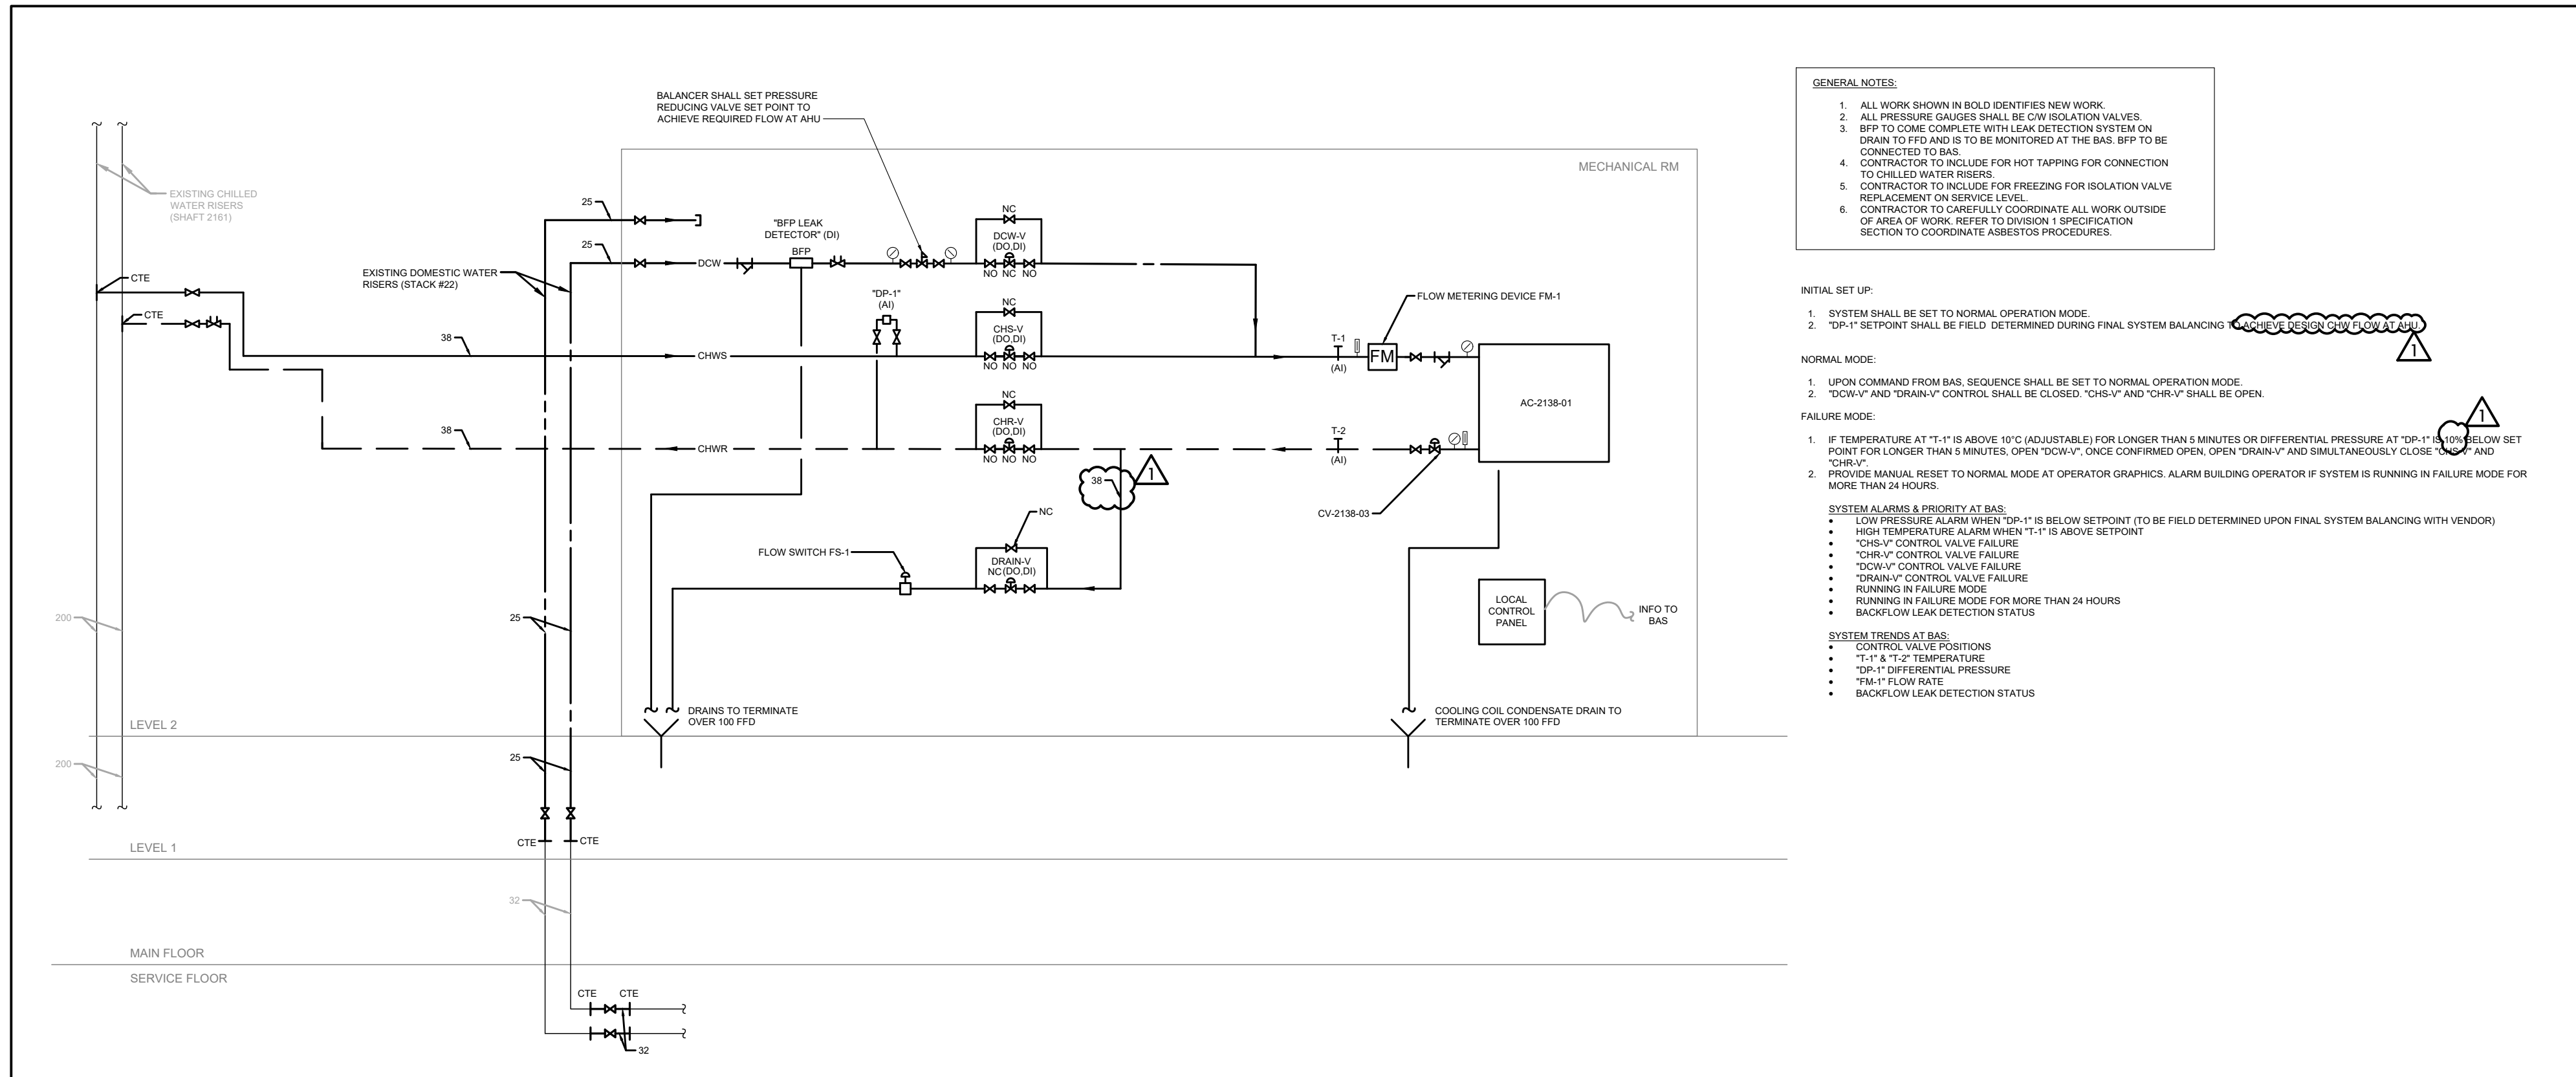 BALANCER SHALL SET PRESSURE
REDUCING VALVE SET POINT TO
ACHIEVE REQUIRED FLOW AT AHU
MECHANICAL RM
EXISTING CHILLED
WATER RISERS
(SHAFT 2161)
25
"BFP LEAK
DETECTOR" (DI)
BFP
NC
DCW-V
(DO,DI)
NO NC NO
25
DCW
EXISTING DOMESTIC WATER
RISERS (STACK #22)
CTE
CTE
"DP-1"
(AI)
NC
CHS-V
(DO,DI)
NO NO NO
FLOW METERING DEVICE FM-1
38
CHWS
T-1
(AI)
FM
AC-2138-01
NC
CHR-V
(DO,DI)
NO NO NO
38
CHWR
T-2
(AI)
38
1
CV-2138-03
NC
FLOW SWITCH FS-1
DRAIN-V
NC (DO,DI)
LOCAL
CONTROL
PANEL
INFO TO
BAS
200
25
DRAINS TO TERMINATE
OVER 100 FFD
COOLING COIL CONDENSATE DRAIN TO
TERMINATE OVER 100 FFD
LEVEL 2
200
25
CTE
CTE
LEVEL 1
32
MAIN FLOOR
SERVICE FLOOR
CTE CTE
32
GENERAL NOTES:
1. ALL WORK SHOWN IN BOLD IDENTIFIES NEW WORK.
2. ALL PRESSURE GAUGES SHALL BE C/W ISOLATION VALVES.
3. BFP TO COME COMPLETE WITH LEAK DETECTION SYSTEM ON
DRAIN TO FFD AND IS TO BE MONITORED AT THE BAS. BFP TO BE
CONNECTED TO BAS.
4. CONTRACTOR TO INCLUDE FOR HOT TAPPING FOR CONNECTION
TO CHILLED WATER RISERS.
5. CONTRACTOR TO INCLUDE FOR FREEZING FOR ISOLATION VALVE
REPLACEMENT ON SERVICE LEVEL.
6. CONTRACTOR TO CAREFULLY COORDINATE ALL WORK OUTSIDE
OF AREA OF WORK. REFER TO DIVISION 1 SPECIFICATION
SECTION TO COORDINATE ASBESTOS PROCEDURES.
INITIAL SET UP:
1. SYSTEM SHALL BE SET TO NORMAL OPERATION MODE.
2. "DP-1" SETPOINT SHALL BE FIELD DETERMINED DURING FINAL SYSTEM BALANCING TO ACHIEVE DESIGN CHW FLOW AT AHU.
1
NORMAL MODE:
1. UPON COMMAND FROM BAS, SEQUENCE SHALL BE SET TO NORMAL OPERATION MODE.
2. "DCW-V" AND "DRAIN-V" CONTROL SHALL BE CLOSED. "CHS-V" AND "CHR-V" SHALL BE OPEN.
1
FAILURE MODE:
1. IF TEMPERATURE AT "T-1" IS ABOVE 10°C (ADJUSTABLE) FOR LONGER THAN 5 MINUTES OR DIFFERENTIAL PRESSURE AT "DP-1" IS 10% BELOW SET
POINT FOR LONGER THAN 5 MINUTES, OPEN "DCW-V", ONCE CONFIRMED OPEN, OPEN "DRAIN-V" AND SIMULTANEOUSLY CLOSE "CHS-V" AND
"CHR-V".
2. PROVIDE MANUAL RESET TO NORMAL MODE AT OPERATOR GRAPHICS. ALARM BUILDING OPERATOR IF SYSTEM IS RUNNING IN FAILURE MODE FOR
MORE THAN 24 HOURS.
SYSTEM ALARMS & PRIORITY AT BAS:
• LOW PRESSURE ALARM WHEN "DP-1" IS BELOW SETPOINT (TO BE FIELD DETERMINED UPON FINAL SYSTEM BALANCING WITH VENDOR)
• HIGH TEMPERATURE ALARM WHEN "T-1" IS ABOVE SETPOINT
• "CHS-V" CONTROL VALVE FAILURE
• "CHR-V" CONTROL VALVE FAILURE
• "DCW-V" CONTROL VALVE FAILURE
• "DRAIN-V" CONTROL VALVE FAILURE
• RUNNING IN FAILURE MODE
• RUNNING IN FAILURE MODE FOR MORE THAN 24 HOURS
• BACKFLOW LEAK DETECTION STATUS
SYSTEM TRENDS AT BAS:
• CONTROL VALVE POSITIONS
• "T-1" & "T-2" TEMPERATURE
• "DP-1" DIFFERENTIAL PRESSURE
• "FM-1" FLOW RATE
• BACKFLOW LEAK DETECTION STATUS